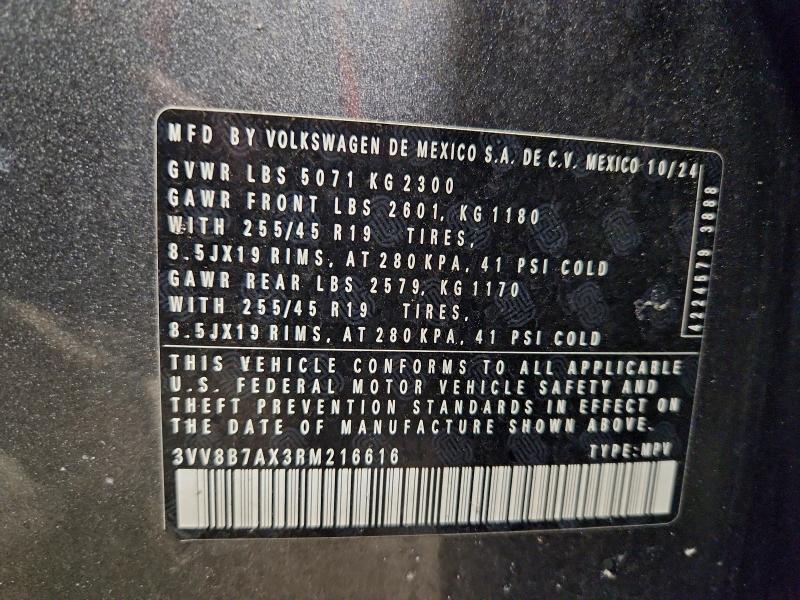 MFD BY VOLKSWAGEN DE MEXICO S.A. DE C.V. MEXICO 10/24
GVWR LBS 5071 KG 2300
GAWR FRONT LBS 2601, KG 1180
WITH 255/45 R19 TIRES,
8.5JX19 RIMS, AT 280 KPA, 41 PSI COLD
GAWR REAR LBS 2579, KG 1170
WITH 255/45 R19 TIRES,
8.5JX19 RIMS, AT 280 KPA, 41 PSI COLD
4224679 3888
THIS VEHICLE CONFORMS TO ALL APPLICABLE
U.S. FEDERAL MOTOR VEHICLE SAFETY AND
THEFT PREVENTION STANDARDS IN EFFECT ON
THE DATE OF MANUFACTURE SHOWN ABOVE.
3VV8B7AX3RM216616 TYPE:MPV